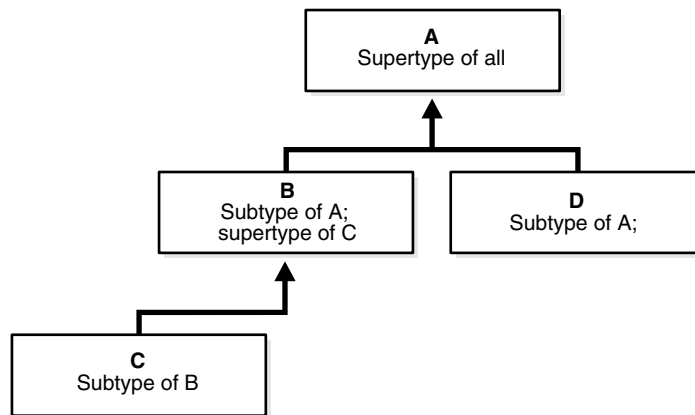 A
Supertype of all
B
Subtype of A;
supertype of C
D
Subtype of A;
C
Subtype of B